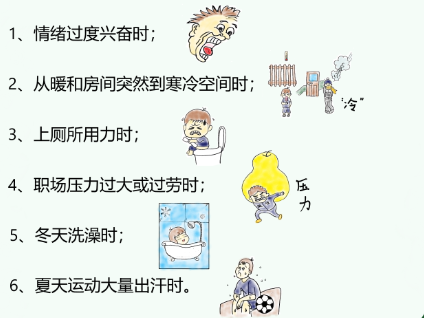 1、情绪过度兴奋时；
2、从暖和房间突然到寒冷空间时；
“冷”
3、上厕所用力时；
4、职场压力过大或过劳时；
压力
5、冬天洗澡时；
6、夏天运动大量出汗时。